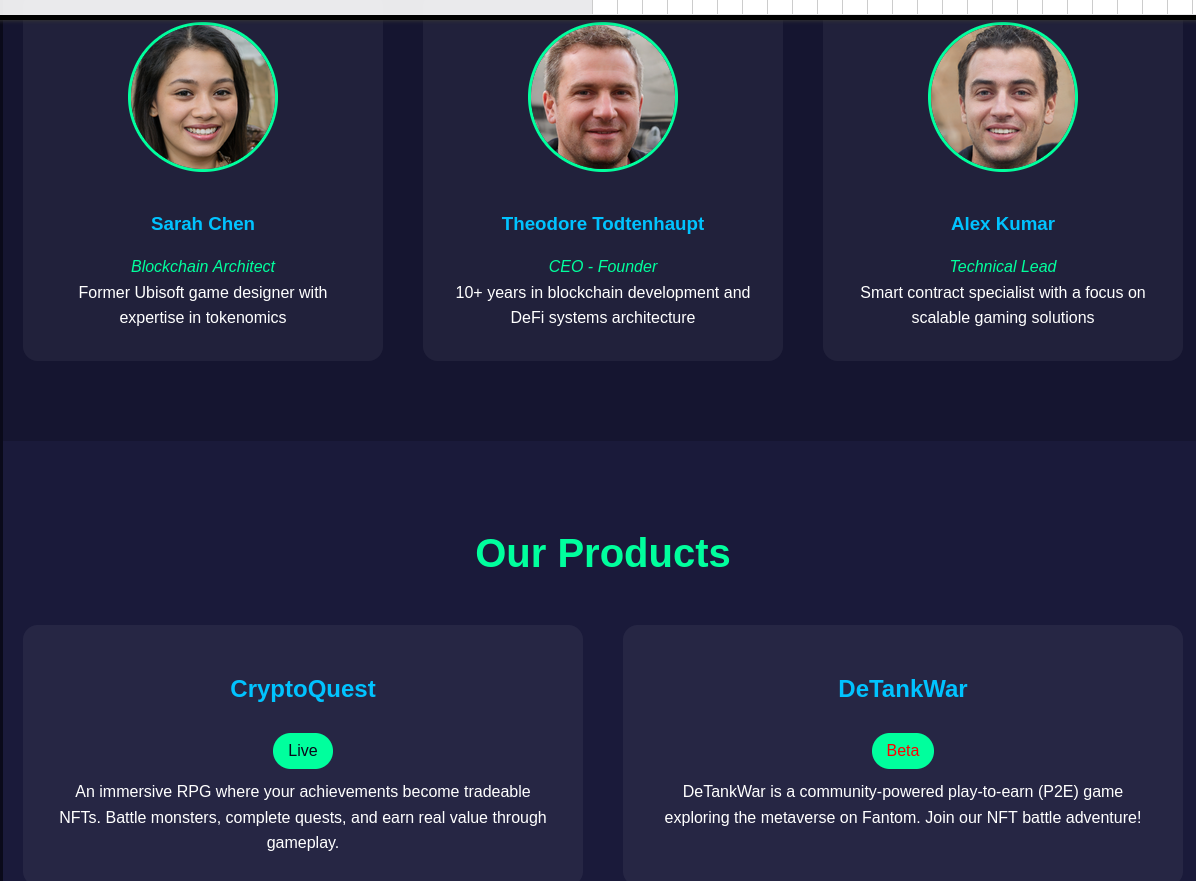 Sarah Chen
Blockchain Architect
Former Ubisoft game designer with
expertise in tokenomics
Theodore Todtenhaupt
CEO - Founder
10+ years in blockchain development and
DeFi systems architecture
Alex Kumar
Technical Lead
Smart contract specialist with a focus on
scalable gaming solutions
Our Products
CryptoQuest
Live
An immersive RPG where your achievements become tradeable
NFTs. Battle monsters, complete quests, and earn real value through
gameplay.
DeTankWar
Beta
DeTankWar is a community-powered play-to-earn (P2E) game
exploring the metaverse on Fantom. Join our NFT battle adventure!